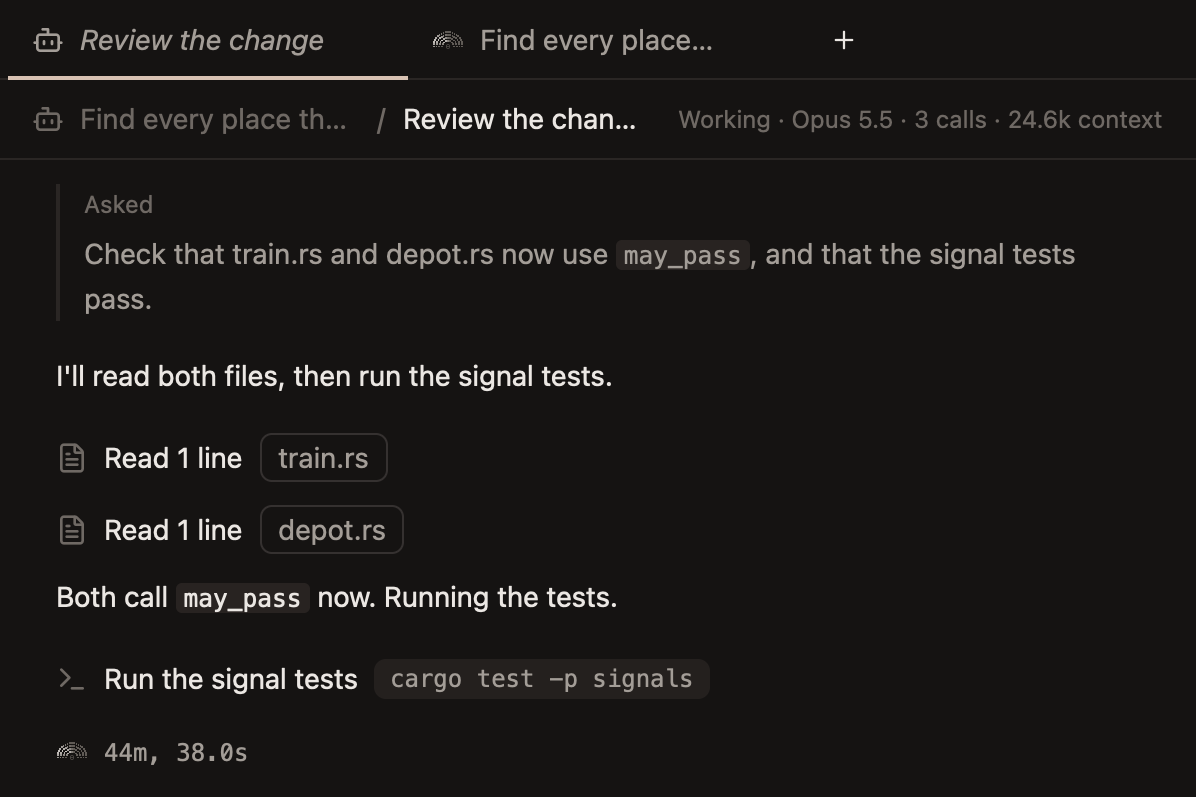 Review the change
Find every place...
Find every place th... / Review the chan... Working · Opus 5.5 · 3 calls · 24.6k context
Asked
Check that train.rs and depot.rs now use may_pass, and that the signal tests
pass.
I'll read both files, then run the signal tests.
Read 1 line train.rs
Read 1 line depot.rs
Both call may_pass now. Running the tests.
Run the signal tests cargo test -p signals
44m, 38.0s